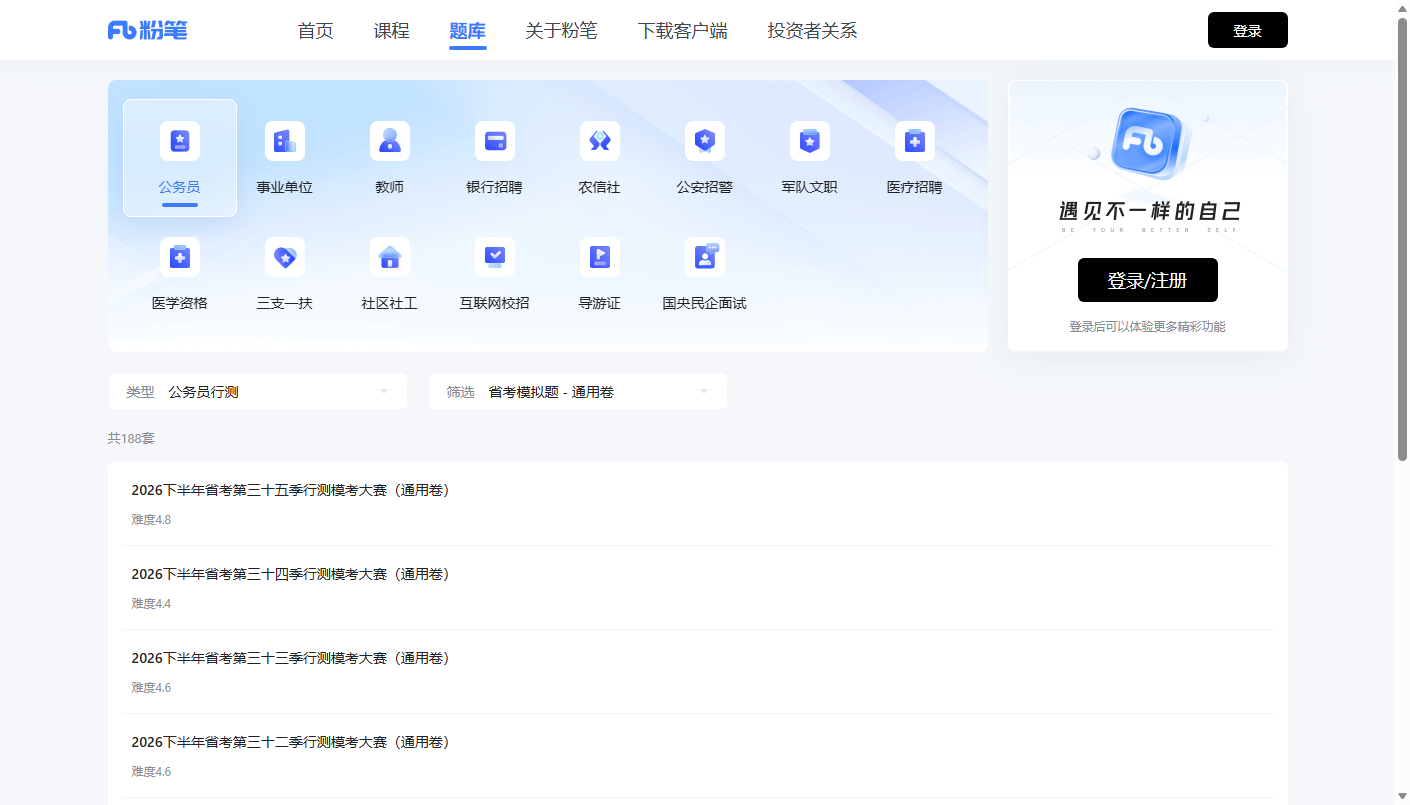 粉笔
首页 课程 题库 关于粉笔 下载客户端 投资者关系
登录
公务员 事业单位 教师 银行招聘 农信社 公安招警 军队文职 医疗招聘
医学资格 三支一扶 社区社工 互联网校招 导游证 国央民企面试
遇见不一样的自己
BE YOUR BETTER SELF
登录/注册
登录后可以体验更多精彩功能
类型 公务员行测 筛选 省考模拟题 - 通用卷
共188套
2026下半年省考第三十五季行测模考大赛（通用卷）
难度4.8
2026下半年省考第三十四季行测模考大赛（通用卷）
难度4.4
2026下半年省考第三十三季行测模考大赛（通用卷）
难度4.6
2026下半年省考第三十二季行测模考大赛（通用卷）
难度4.6